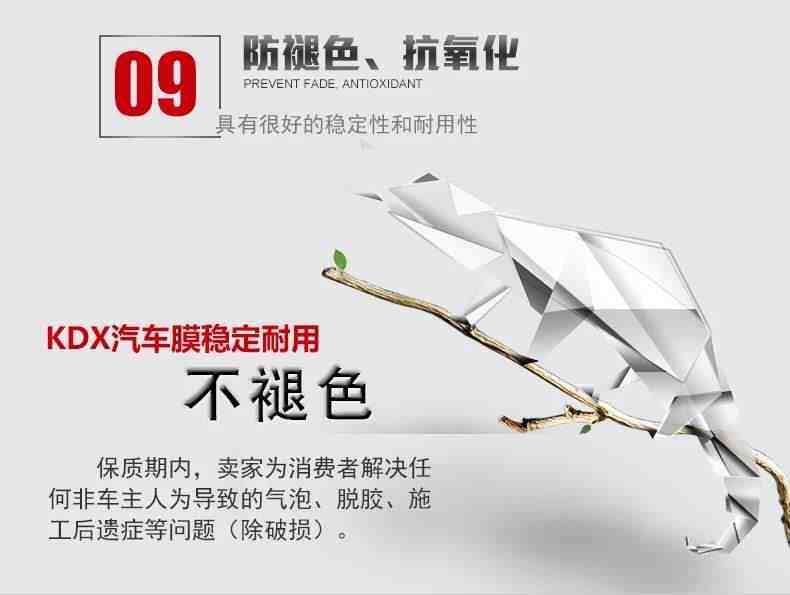 09
防褪色、抗氧化
PREVENT FADE, ANTIOXIDANT
具有很好的稳定性和耐用性
KDX汽车膜稳定耐用
不褪色
保质期内，卖家为消费者解决任
何非车主人为导致的气泡、脱胶、施
工后遗症等问题（除破损）。